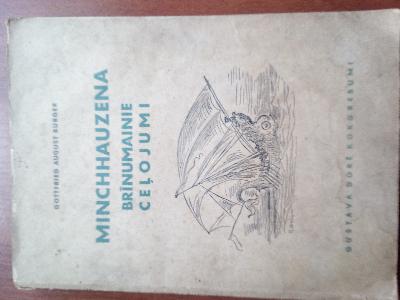 GOTTFRIED AUGUST BÜRGER
MINCHHAUZENA
BRĪNUMAINIE
CEĻOJUMI
GUSTAVA DORĒ KOKGREBUMI